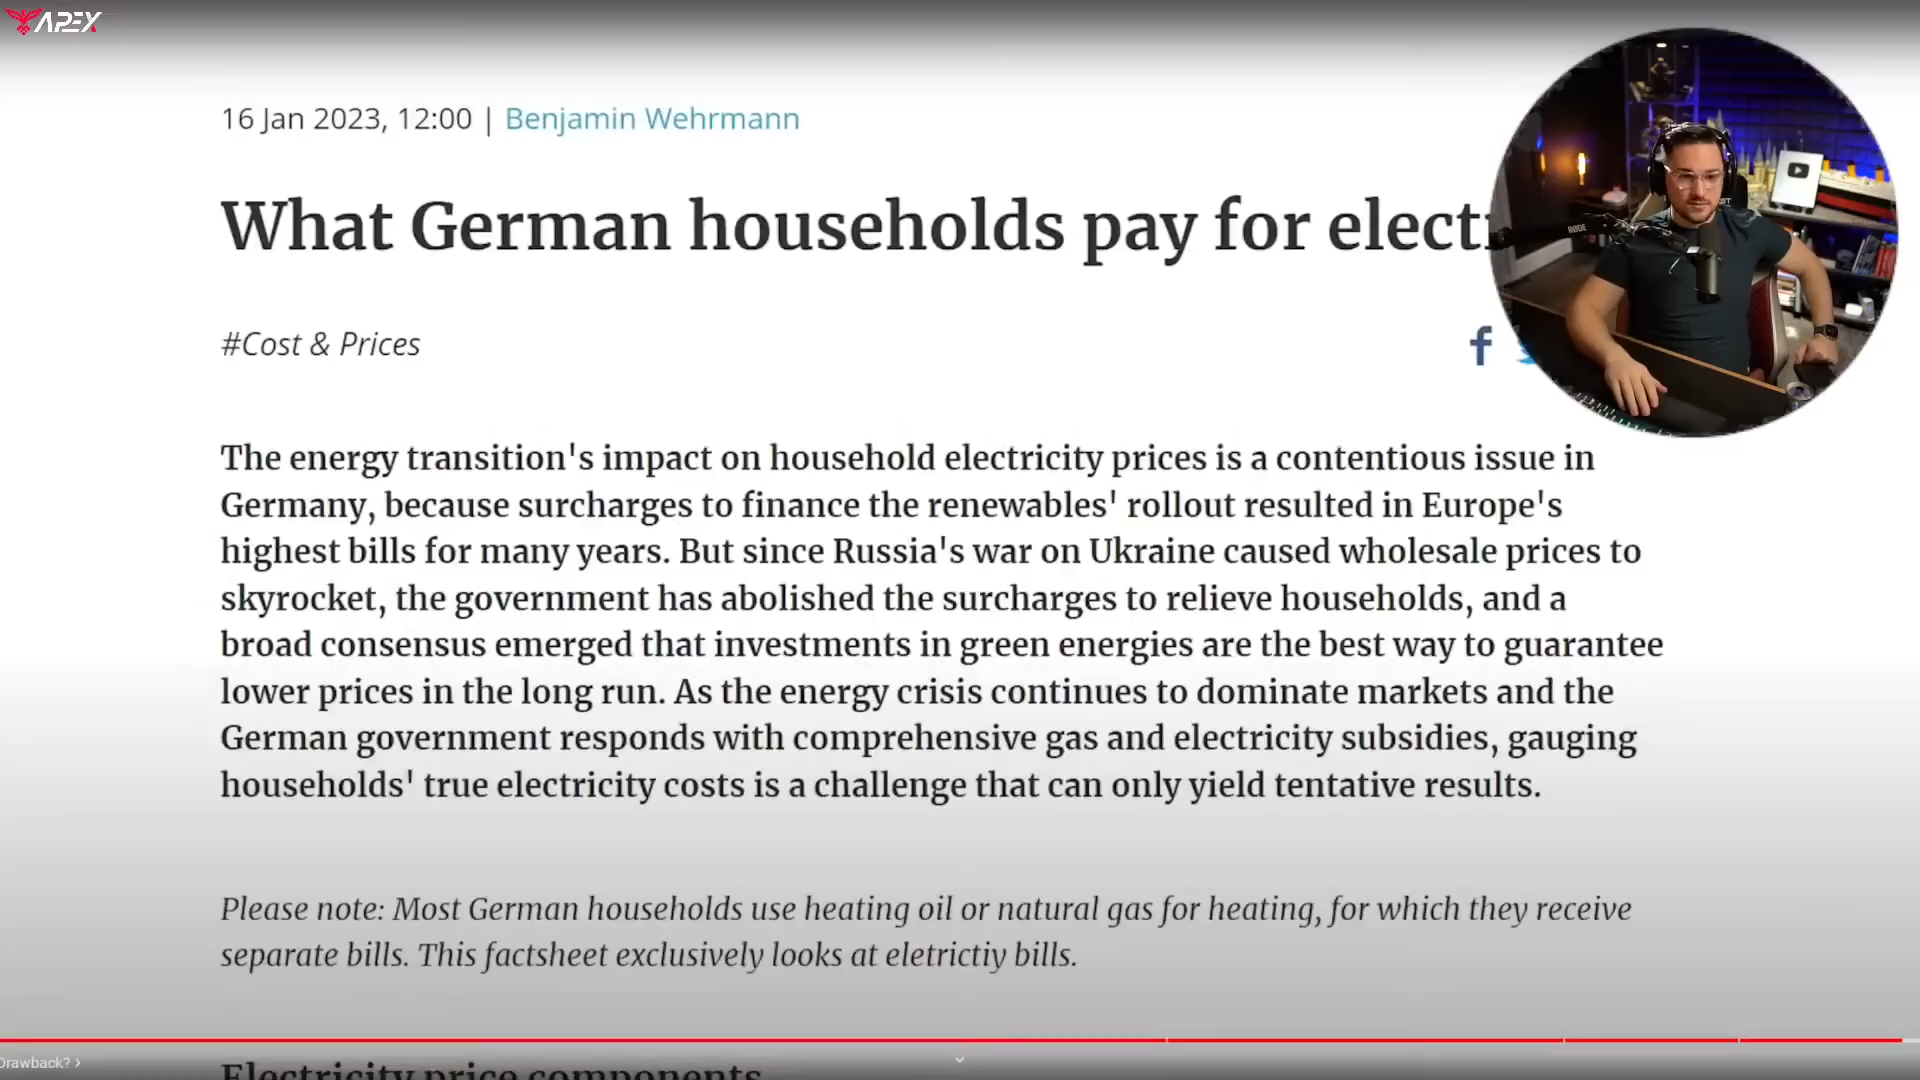 APEX
16 Jan 2023, 12:00 | Benjamin Wehrmann
What German households pay for electr
#Cost & Prices
f
RØDE
The energy transition's impact on household electricity prices is a contentious issue in
Germany, because surcharges to finance the renewables' rollout resulted in Europe's
highest bills for many years. But since Russia's war on Ukraine caused wholesale prices to
skyrocket, the government has abolished the surcharges to relieve households, and a
broad consensus emerged that investments in green energies are the best way to guarantee
lower prices in the long run. As the energy crisis continues to dominate markets and the
German government responds with comprehensive gas and electricity subsidies, gauging
households' true electricity costs is a challenge that can only yield tentative results.
Please note: Most German households use heating oil or natural gas for heating, for which they receive
separate bills. This factsheet exclusively looks at eletrictiy bills.
Drawback? ›
Electricity price components